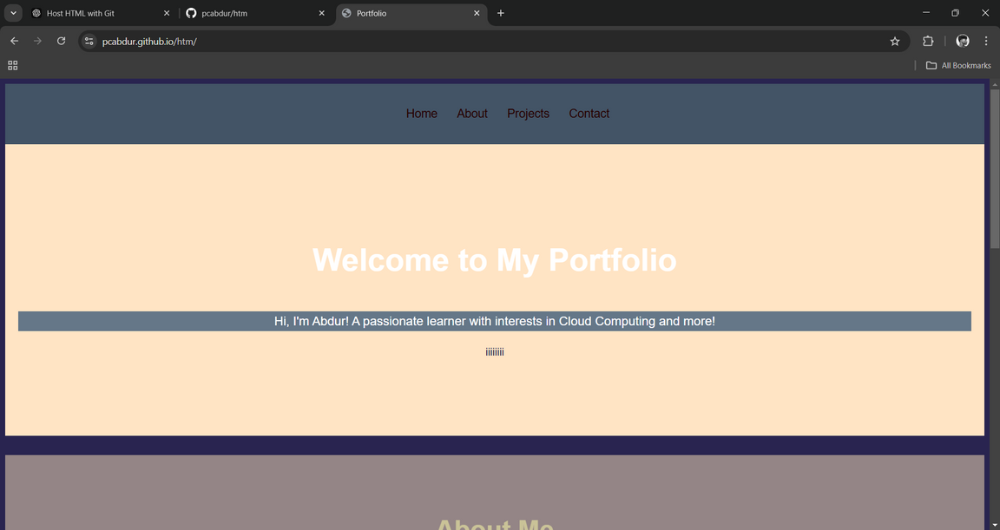 Host HTML with Git
pcabdur/htm
Portfolio
pcabdur.github.io/htm/
All Bookmarks
Home About Projects Contact
Welcome to My Portfolio
Hi, I'm Abdur! A passionate learner with interests in Cloud Computing and more!
iiiiiiii
About Me